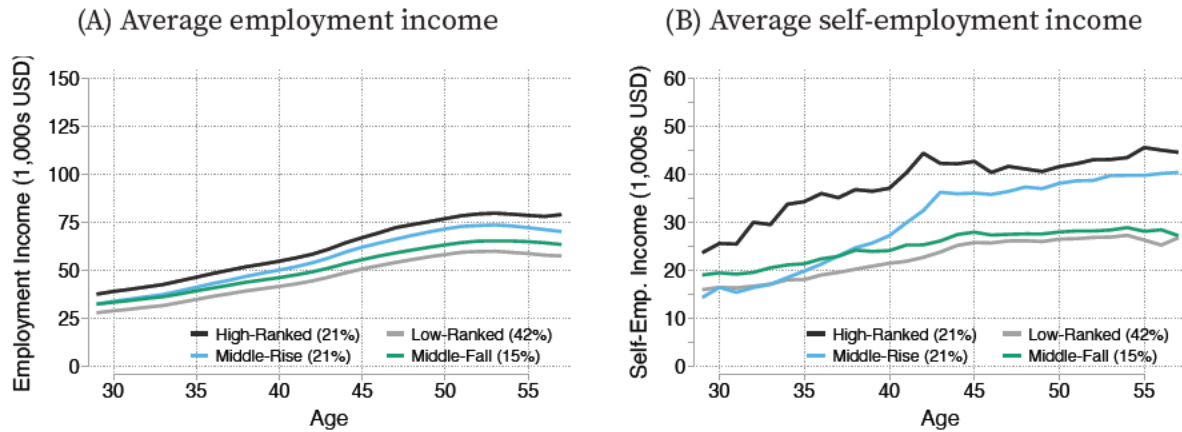 (A) Average employment income
Employment Income (1,000s USD)
150
125
100
75
50
25
0
High-Ranked (21%)
Low-Ranked (42%)
Middle-Rise (21%)
Middle-Fall (15%)
30 35 40 45 50 55
Age
(B) Average self-employment income
Self-Emp. Income (1,000s USD)
60
50
40
30
20
10
0
High-Ranked (21%)
Low-Ranked (42%)
Middle-Rise (21%)
Middle-Fall (15%)
30 35 40 45 50 55
Age